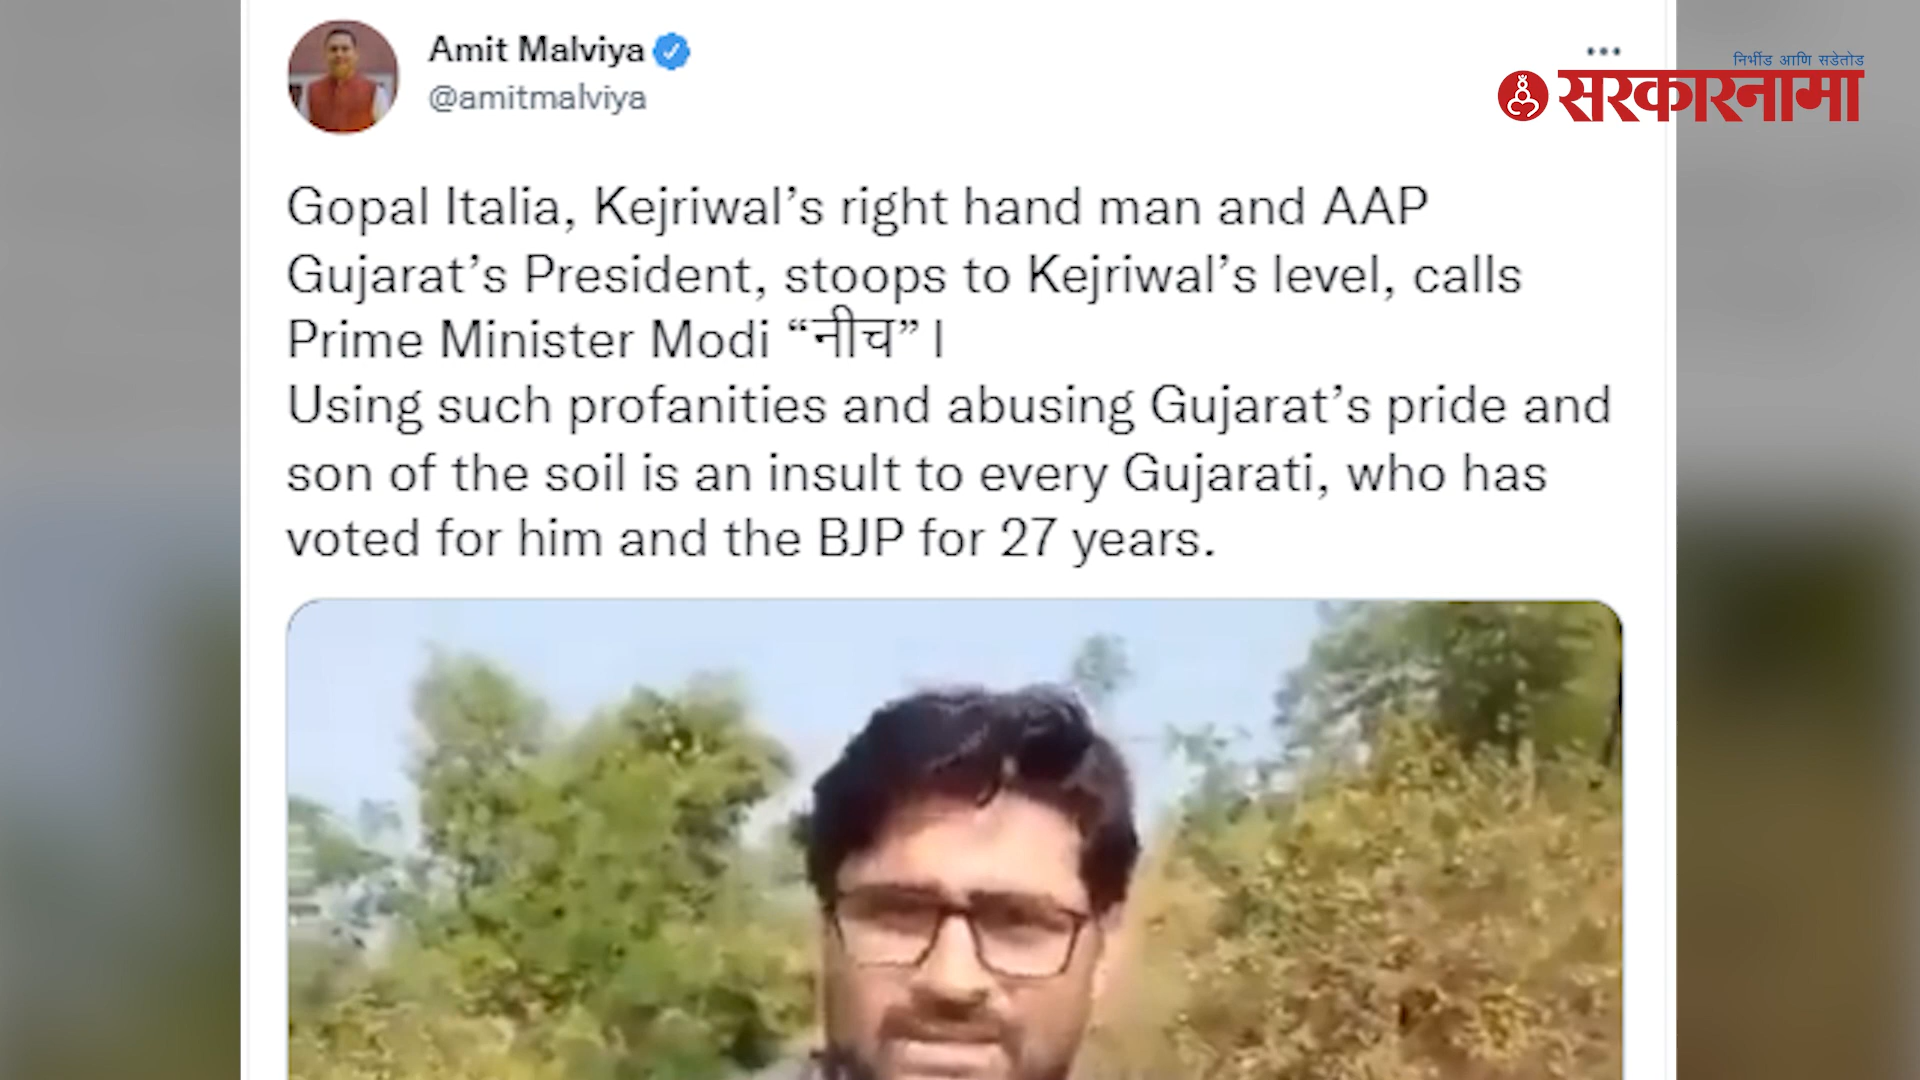 Amit Malviya
@amitmalviya
निर्भीड आणि सडेतोड
सरकारनामा
Gopal Italia, Kejriwal’s right hand man and AAP
Gujarat’s President, stoops to Kejriwal’s level, calls
Prime Minister Modi “नीच” |
Using such profanities and abusing Gujarat’s pride and
son of the soil is an insult to every Gujarati, who has
voted for him and the BJP for 27 years.